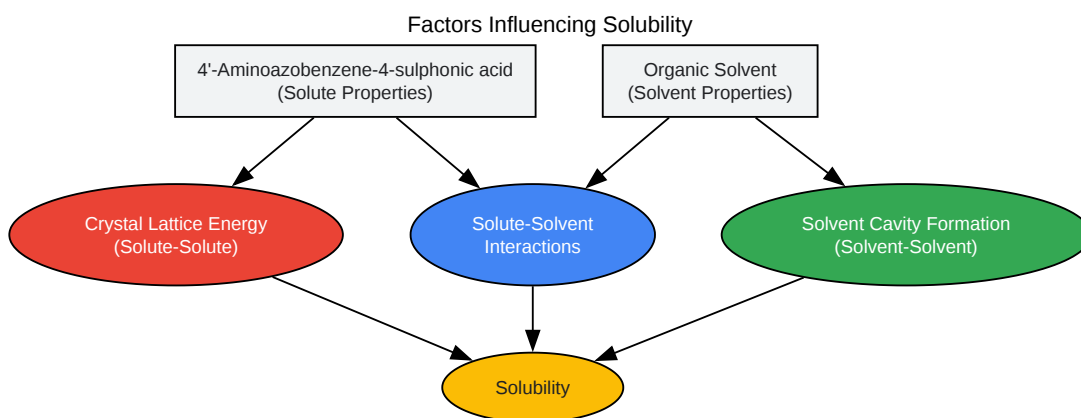 Factors Influencing Solubility
4'-Aminoazobenzene-4-sulphonic acid
(Solute Properties)
Organic Solvent
(Solvent Properties)
Crystal Lattice Energy
(Solute-Solute)
Solute-Solvent
Interactions
Solvent Cavity Formation
(Solvent-Solvent)
Solubility